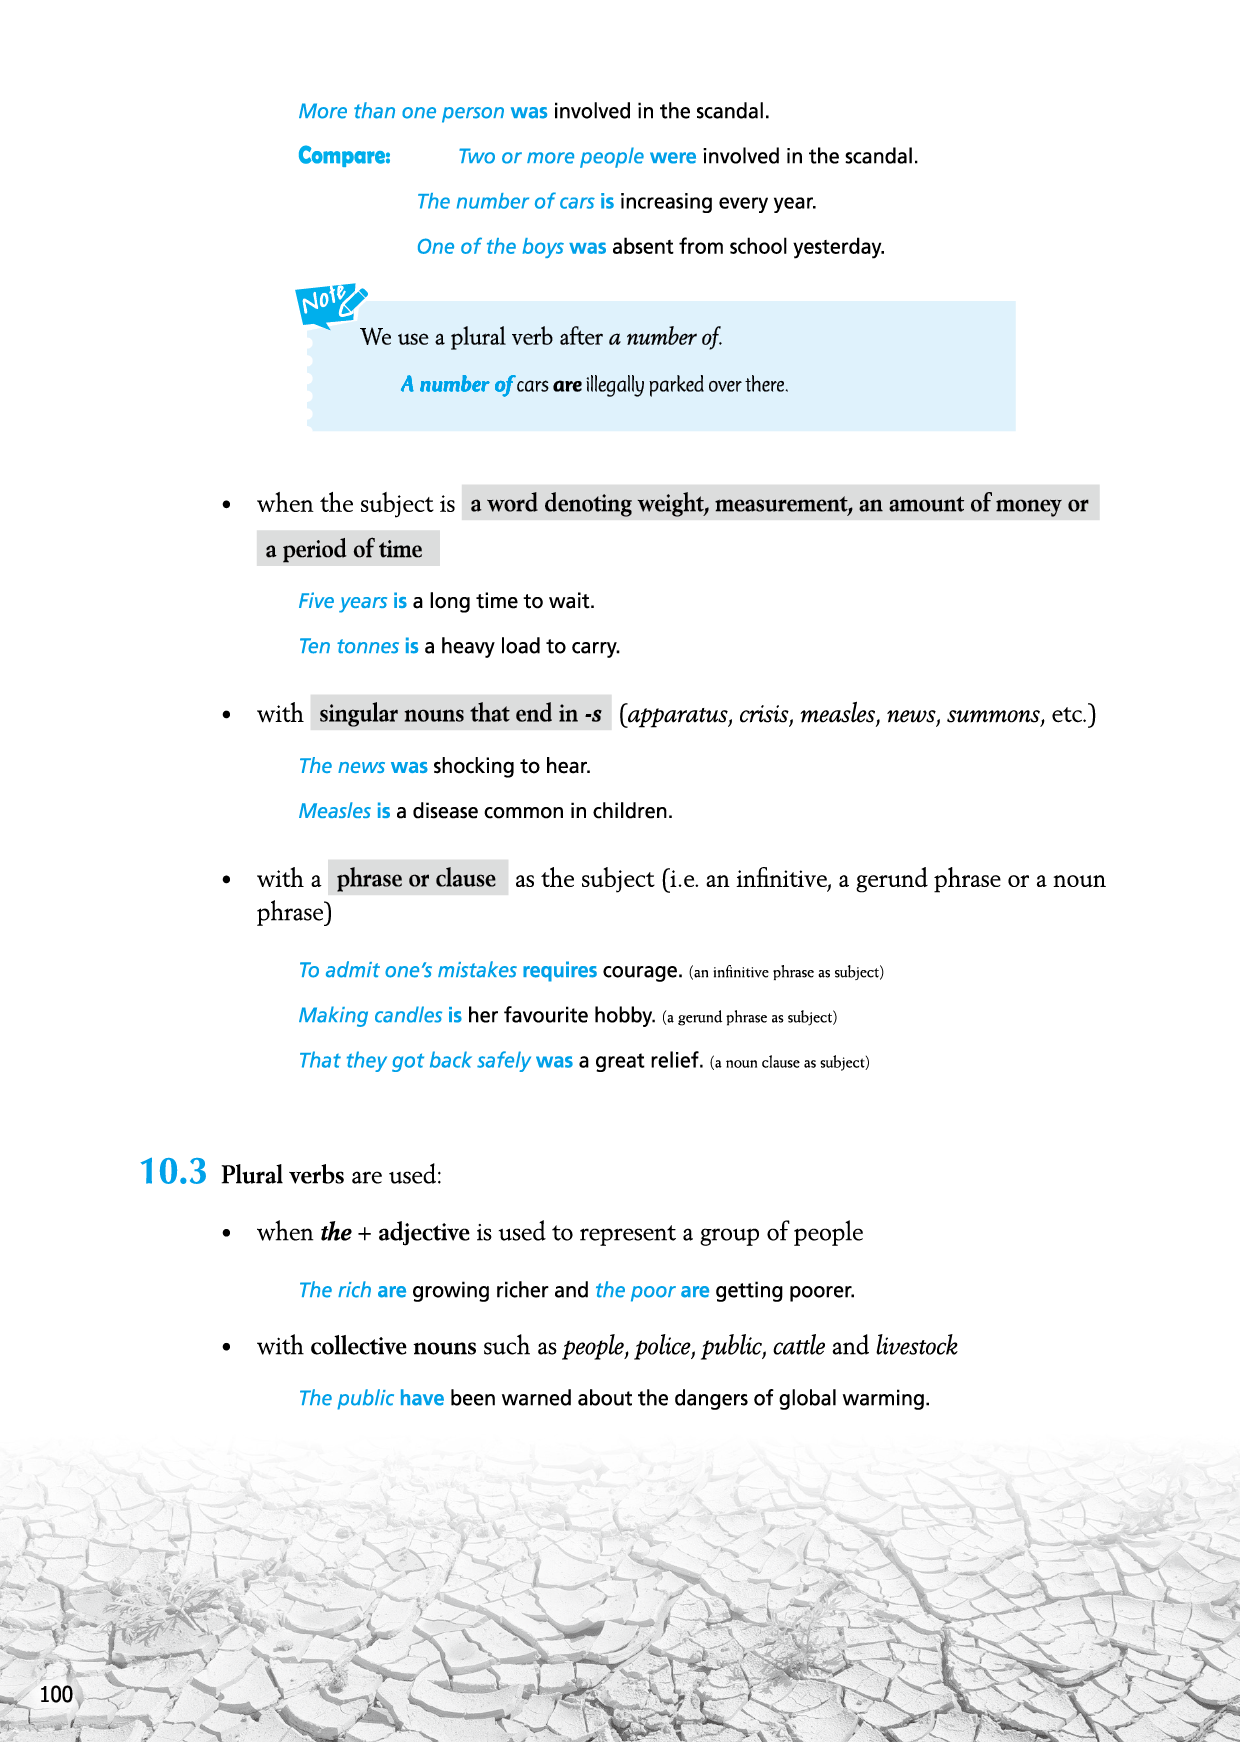 More than one person was involved in the scandal.
Compare: Two or more people were involved in the scandal.
The number of cars is increasing every year.
One of the boys was absent from school yesterday.
Note
We use a plural verb after a number of.
A number of cars are illegally parked over there.
• when the subject is a word denoting weight, measurement, an amount of money or
a period of time
Five years is a long time to wait.
Ten tonnes is a heavy load to carry.
• with singular nouns that end in -s (apparatus, crisis, measles, news, summons, etc.)
The news was shocking to hear.
Measles is a disease common in children.
• with a phrase or clause as the subject (i.e. an infinitive, a gerund phrase or a noun
phrase)
To admit one's mistakes requires courage. (an infinitive phrase as subject)
Making candles is her favourite hobby. (a gerund phrase as subject)
That they got back safely was a great relief. (a noun clause as subject)
10.3 Plural verbs are used:
• when the + adjective is used to represent a group of people
The rich are growing richer and the poor are getting poorer.
• with collective nouns such as people, police, public, cattle and livestock
The public have been warned about the dangers of global warming.
100